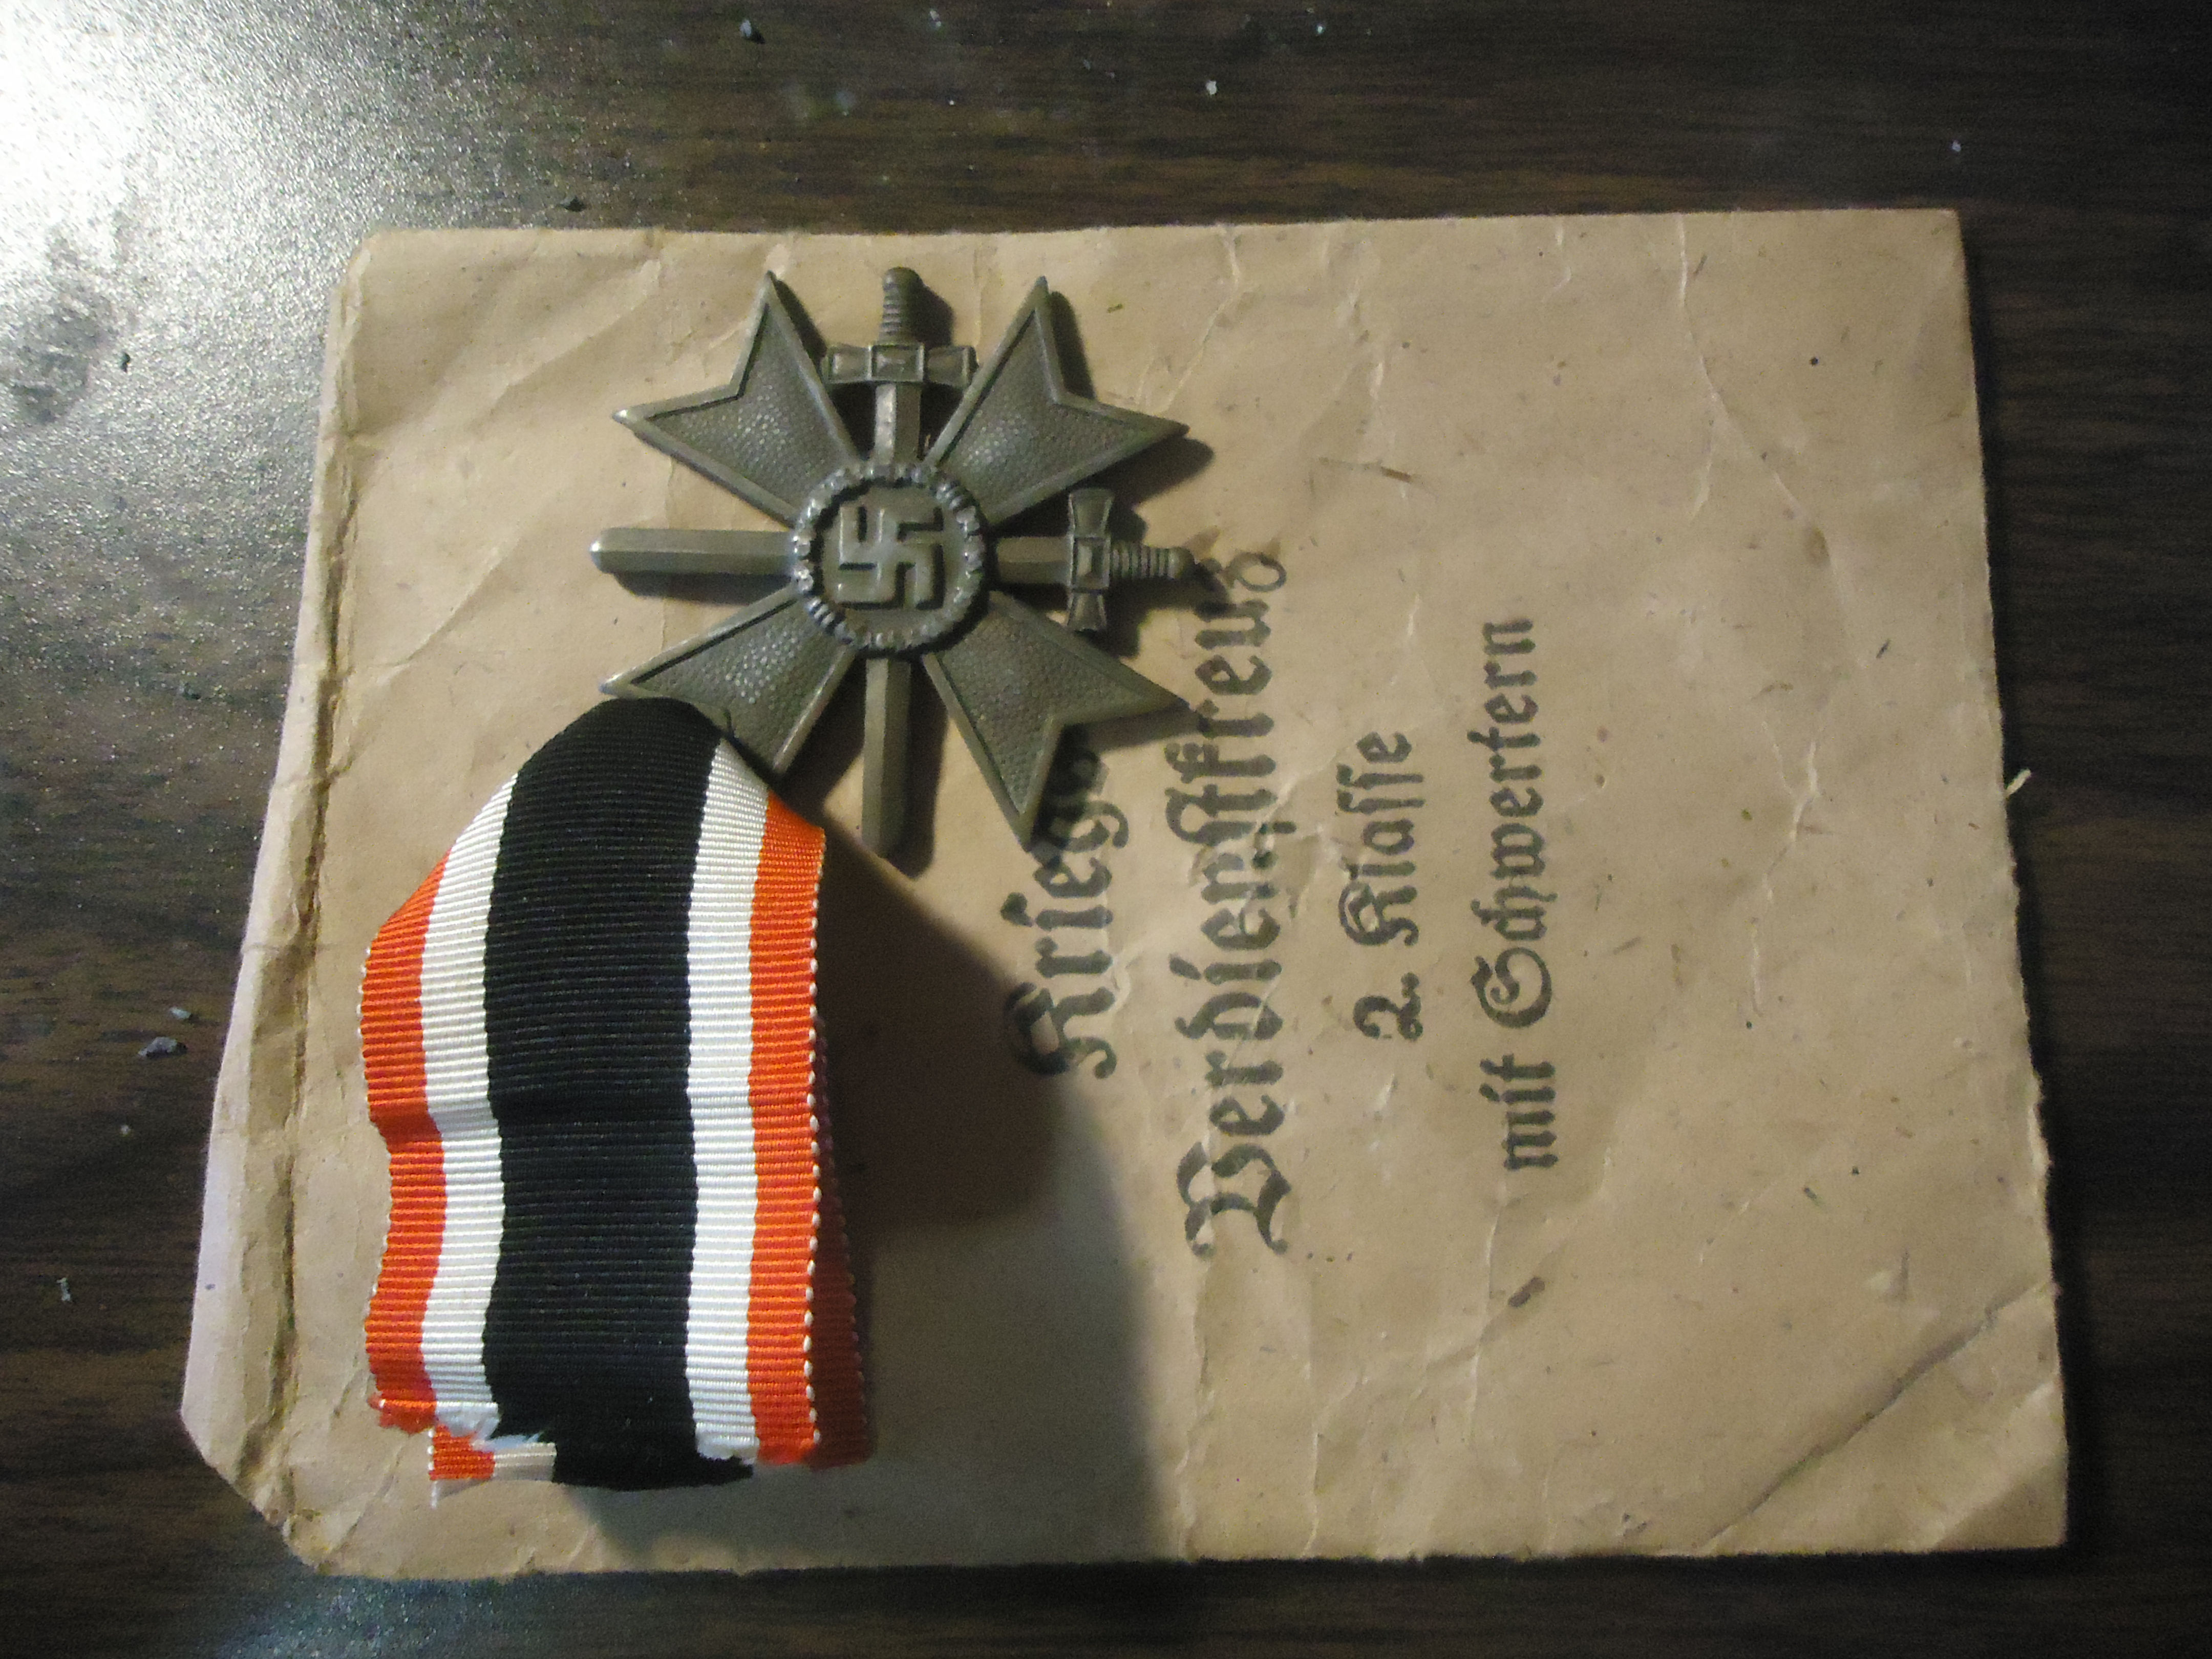 Kriegs
Verdienstkreuz
2. Klasse
mit Schwertern